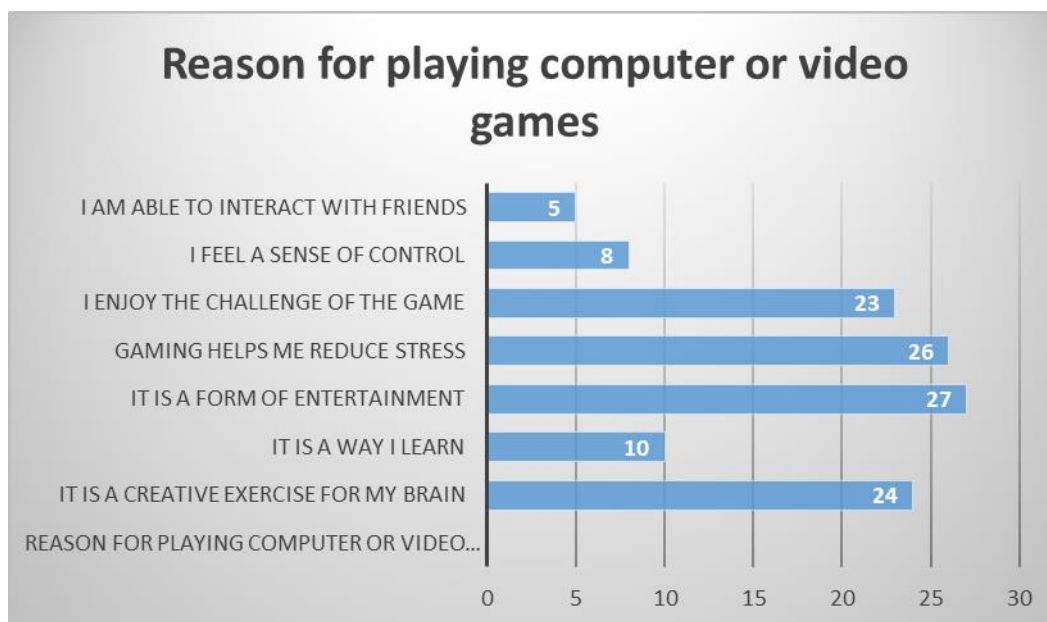 Reason for playing computer or video
games
I AM ABLE TO INTERACT WITH FRIENDS
5
I FEEL A SENSE OF CONTROL
8
I ENJOY THE CHALLENGE OF THE GAME
23
GAMING HELPS ME REDUCE STRESS
26
IT IS A FORM OF ENTERTAINMENT
27
IT IS A WAY I LEARN
10
IT IS A CREATIVE EXERCISE FOR MY BRAIN
24
REASON FOR PLAYING COMPUTER OR VIDEO...
0 5 10 15 20 25 30